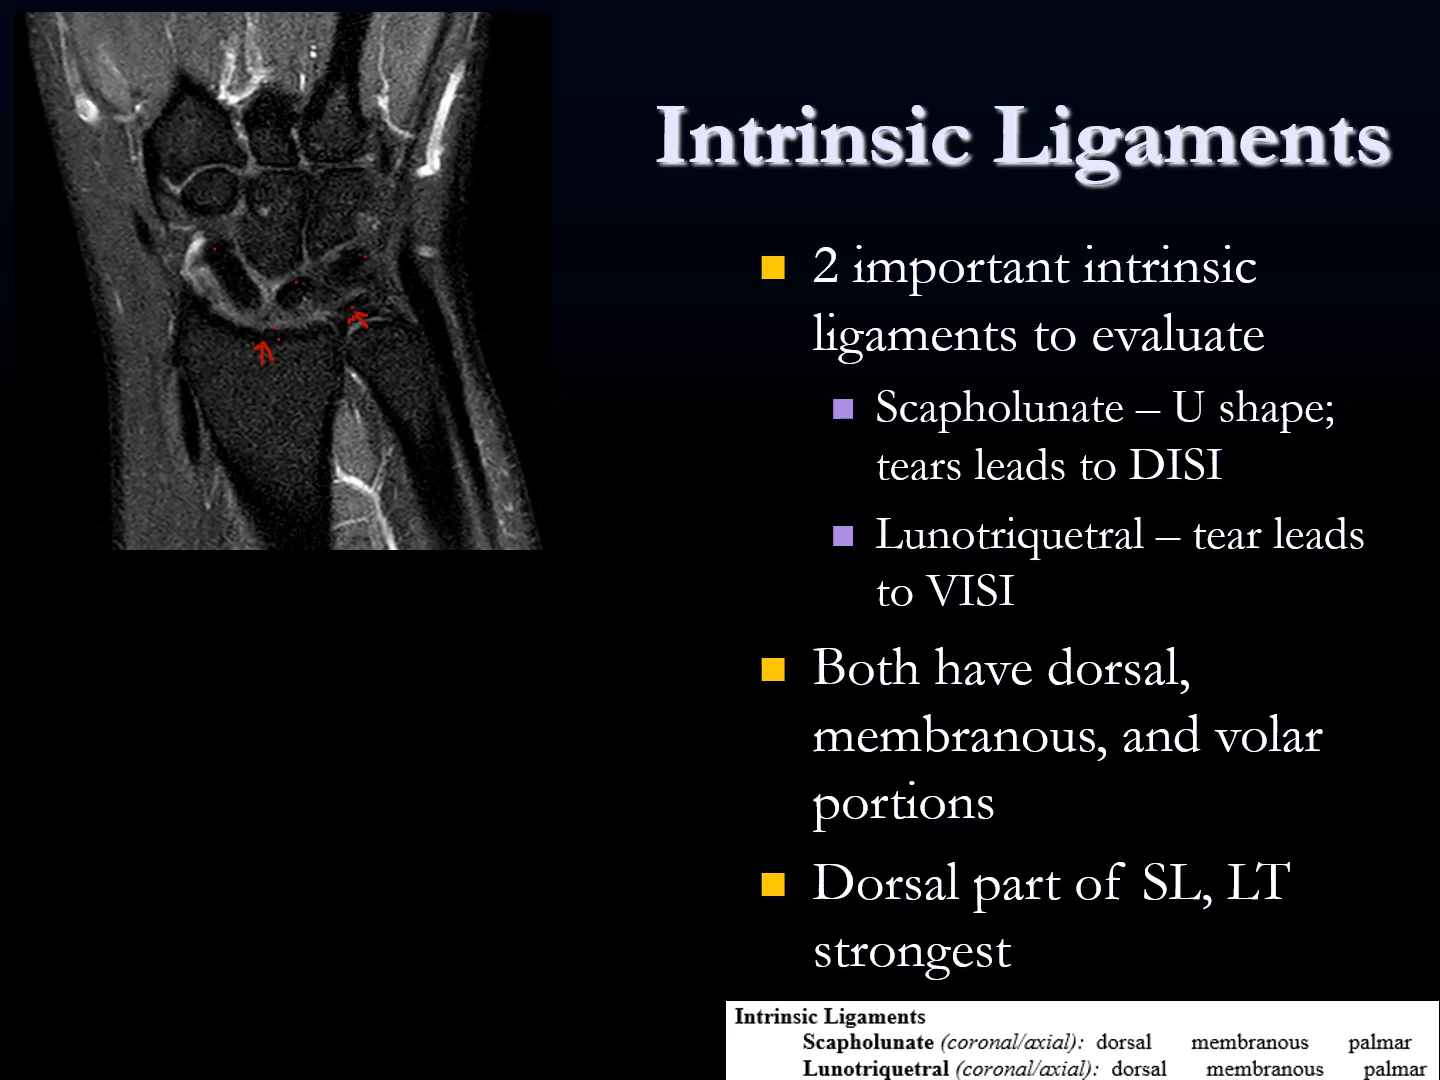 Intrinsic Ligaments
2 important intrinsic
ligaments to evaluate
Scapholunate – U shape;
tears leads to DISI
Lunotriquetral – tear leads
to VISI
Both have dorsal,
membranous, and volar
portions
Dorsal part of SL, LT
strongest
Intrinsic Ligaments
Scapholunate (coronal/axial): dorsal membranous palmar
Lunotriquetral (coronal/axial): dorsal membranous palmar